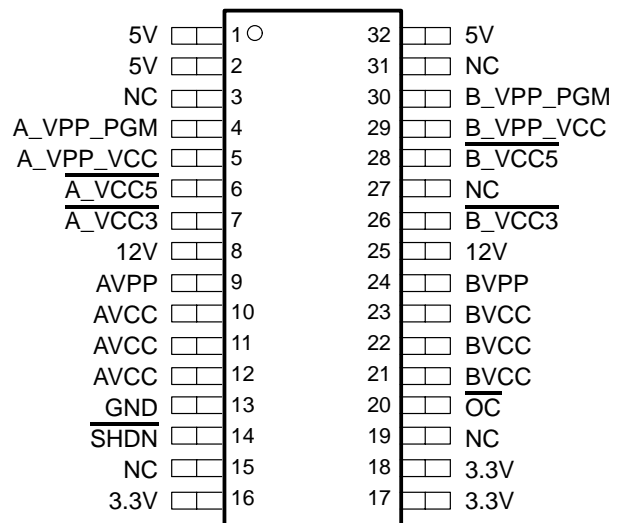 5V 1 32 5V
5V 2 31 NC
NC 3 30 B_VPP_PGM
A_VPP_PGM 4 29 B_VPP_VCC
A_VPP_VCC 5 28 B_VCC5
A_VCC5 6 27 NC
A_VCC3 7 26 B_VCC3
12V 8 25 12V
AVPP 9 24 BVPP
AVCC 10 23 BVCC
AVCC 11 22 BVCC
AVCC 12 21 BVCC
GND 13 20 OC
SHDN 14 19 NC
NC 15 18 3.3V
3.3V 16 17 3.3V